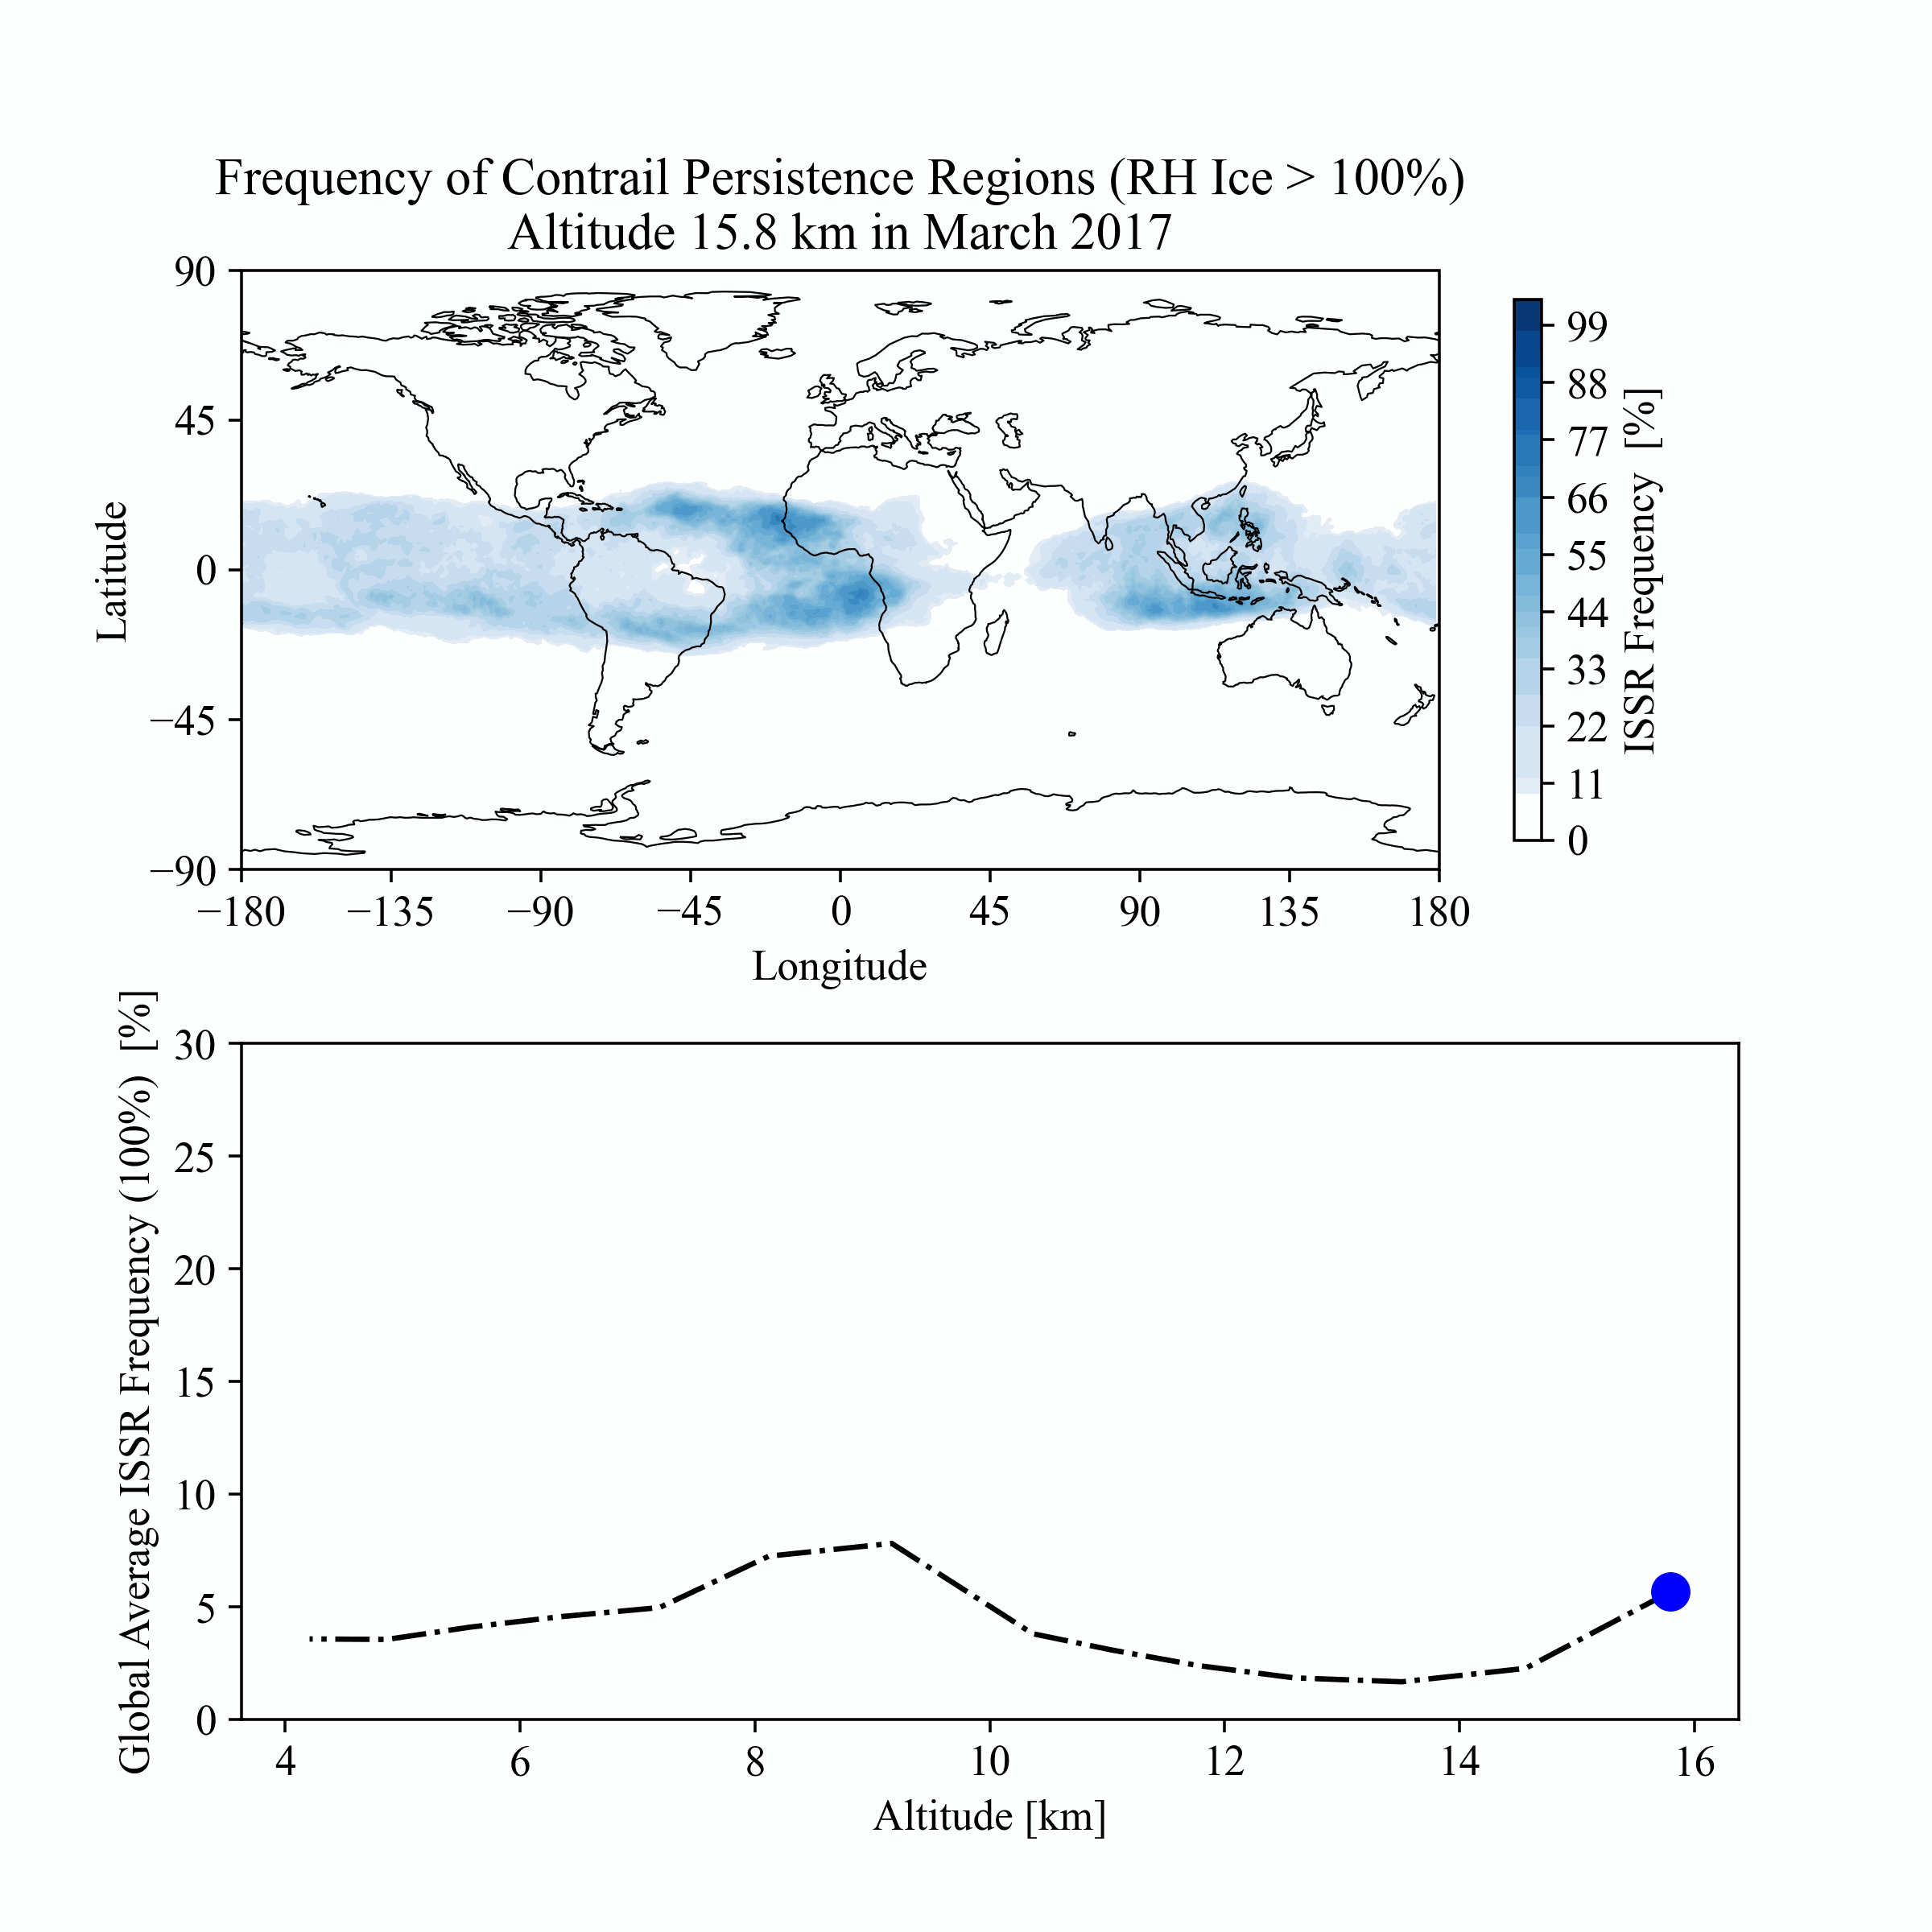 Frequency of Contrail Persistence Regions (RH Ice > 100%)
Altitude 15.8 km in March 2017
90
45
0
−45
−90
Latitude
−180 −135 −90 −45 0 45 90 135 180
Longitude
99
88
77
66
55
44
33
22
11
0
ISSR Frequency [%]
30
25
20
15
10
5
0
Global Average ISSR Frequency (100%) [%]
4 6 8 10 12 14 16
Altitude [km]